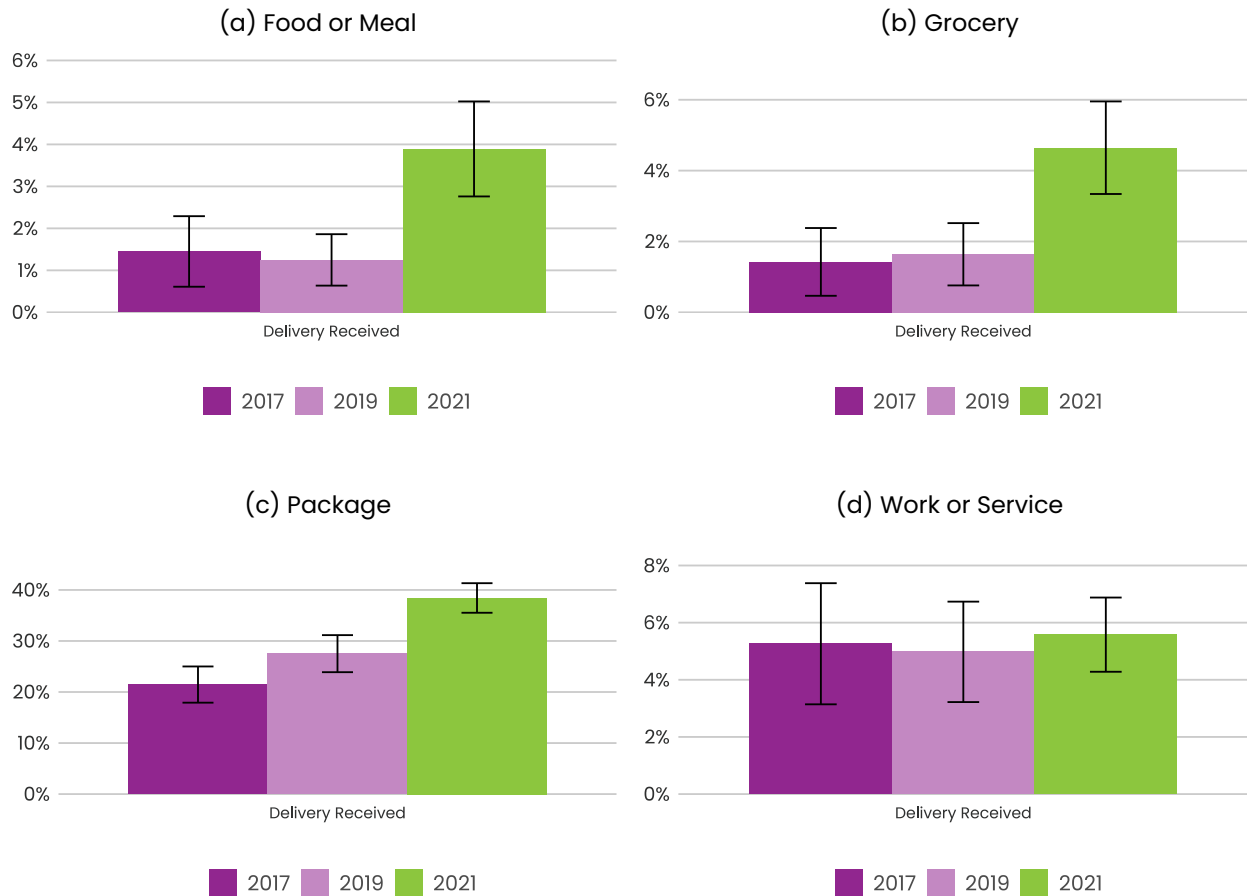 (a) Food or Meal
6%
5%
4%
3%
2%
1%
0%
Delivery Received
2017 2019 2021
(b) Grocery
6%
4%
2%
0%
Delivery Received
2017 2019 2021
(c) Package
40%
30%
20%
10%
0%
Delivery Received
2017 2019 2021
(d) Work or Service
8%
6%
4%
2%
0%
Delivery Received
2017 2019 2021